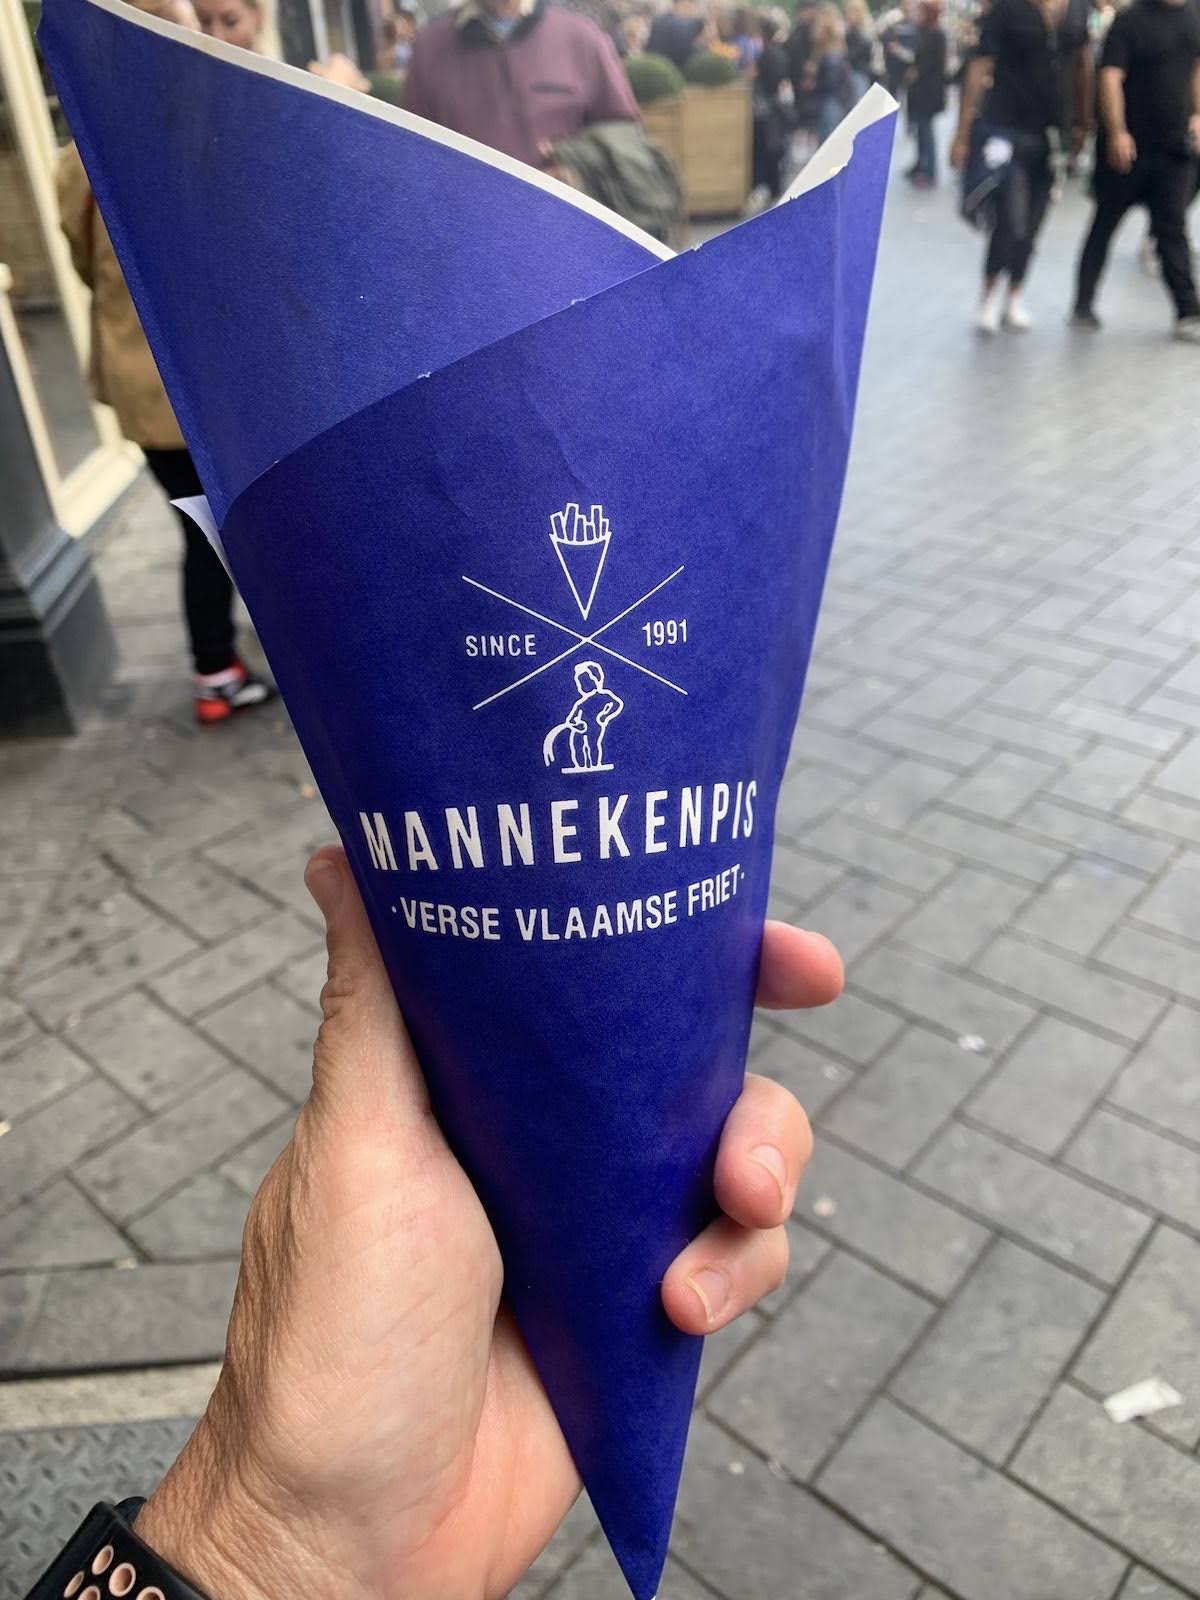 SINCE 1991
MANNEKENPIS
·VERSE VLAAMSE FRIET·